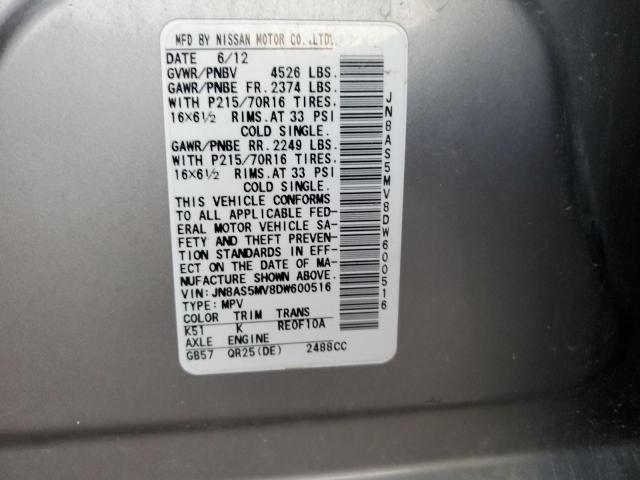 MFD BY NISSAN MOTOR CO.,LTD.
DATE 6/12
GVWR/PNBV 4526 LBS.
GAWR/PNBE FR. 2374 LBS.
WITH P215/70R16 TIRES.
16×6½ RIMS.AT 33 PSI
COLD SINGLE.
GAWR/PNBE RR. 2249 LBS.
WITH P215/70R16 TIRES.
16×6½ RIMS.AT 33 PSI
COLD SINGLE.
THIS VEHICLE CONFORMS
TO ALL APPLICABLE FED-
ERAL MOTOR VEHICLE SA-
FETY AND THEFT PREVEN-
TION STANDARDS IN EFF-
ECT ON THE DATE OF MA-
NUFACTURE SHOWN ABOVE.
VIN: JN8AS5MV8DW600516
TYPE: MPV
COLOR TRIM TRANS
K51 K RE0F10A
AXLE ENGINE
GB57 QR25(DE) 2488CC
JN8AS5MV8DW600516